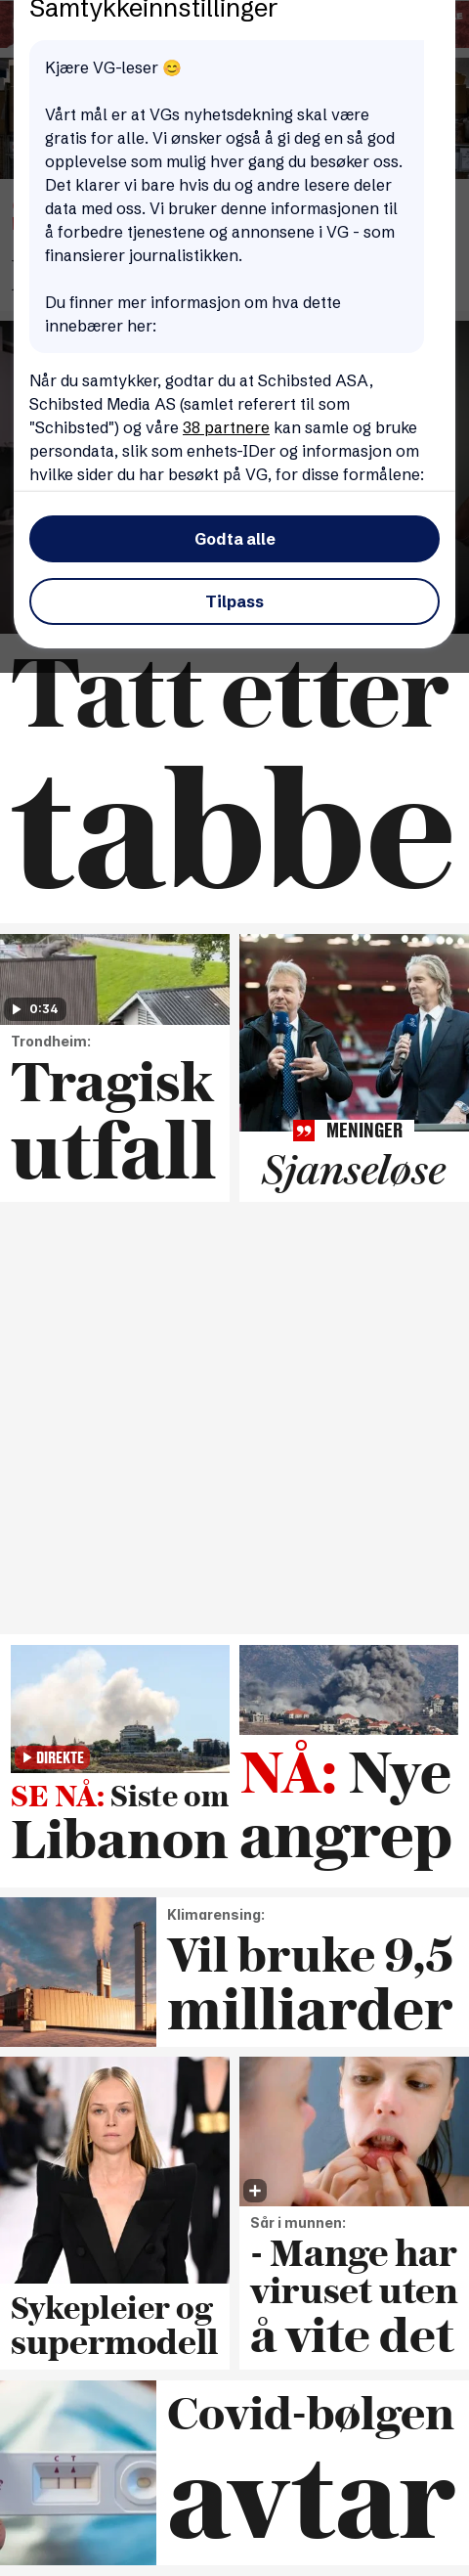 Samtykkeinnstillinger
Kjære VG-leser 😊
Vårt mål er at VGs nyhetsdekning skal være
gratis for alle. Vi ønsker også å gi deg en så god
opplevelse som mulig hver gang du besøker oss.
Det klarer vi bare hvis du og andre lesere deler
data med oss. Vi bruker denne informasjonen til
å forbedre tjenestene og annonsene i VG - som
finansierer journalistikken.
Du finner mer informasjon om hva dette
innebærer her:
Når du samtykker, godtar du at Schibsted ASA,
Schibsted Media AS (samlet referert til som
"Schibsted") og våre 38 partnere kan samle og bruke
persondata, slik som enhets-IDer og informasjon om
hvilke sider du har besøkt på VG, for disse formålene:
Godta alle
Tilpass
Tatt etter
tabbe
0:34
Trondheim:
Tragisk
utfall
MENINGER
Sjanseløse
DIREKTE
SE NÅ: Siste om
Libanon
NÅ: Nye
angrep
Klimarensing:
Vil bruke 9,5
milliarder
Sykepleier og
supermodell
Sår i munnen:
- Mange har
viruset uten
å vite det
C T
Covid-bølgen
avtar